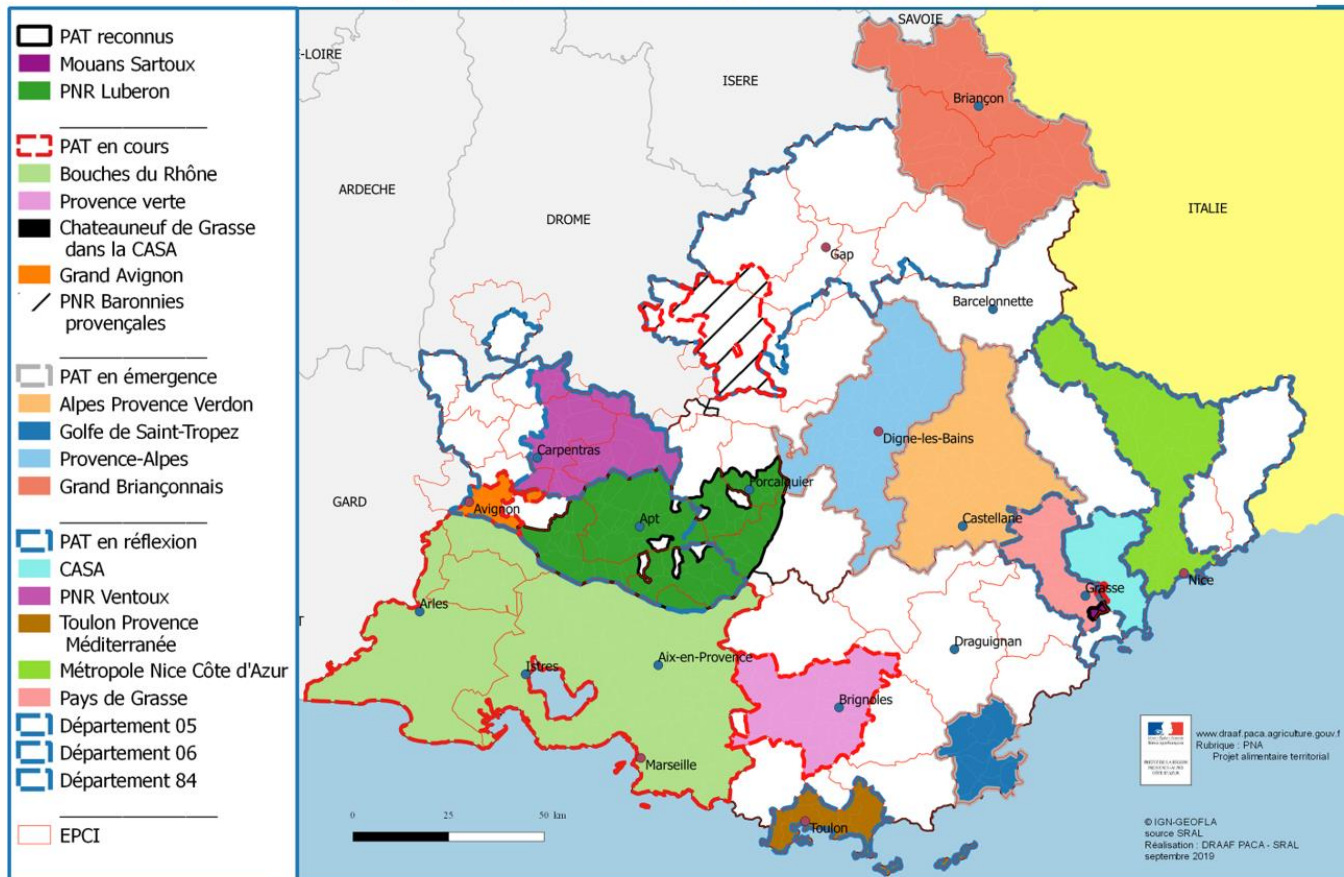 PAT reconnus
Mouans Sartoux
PNR Luberon
PAT en cours
Bouches du Rhône
Provence verte
Chateauneuf de Grasse
dans la CASA
Grand Avignon
PNR Baronnies
provençales
PAT en émergence
Alpes Provence Verdon
Golfe de Saint-Tropez
Provence-Alpes
Grand Briançonnais
PAT en réflexion
CASA
PNR Ventoux
Toulon Provence
Méditerranée
Métropole Nice Côte d'Azur
Pays de Grasse
Département 05
Département 06
Département 84
EPCI
SAVOIE
E-LOIRE
ISERE
Briançon
ARDECHE
ITALIE
DROME
Gap
Barcelonnette
Carpentras
Digne-les-Bains
GARD
Forcalquier
Avignon
Apt
Castellane
Nice
Grasse
Arles
Draguignan
Aix-en-Provence
Istres
Brignoles
Marseille
Toulon
0 25 50 km
www.draaf.paca.agriculture.gouv.f
Rubrique : PNA
Projet alimentaire territorial
© IGN-GEOFLA
source SRAL
Réalisation : DRAAF PACA - SRAL
septembre 2019